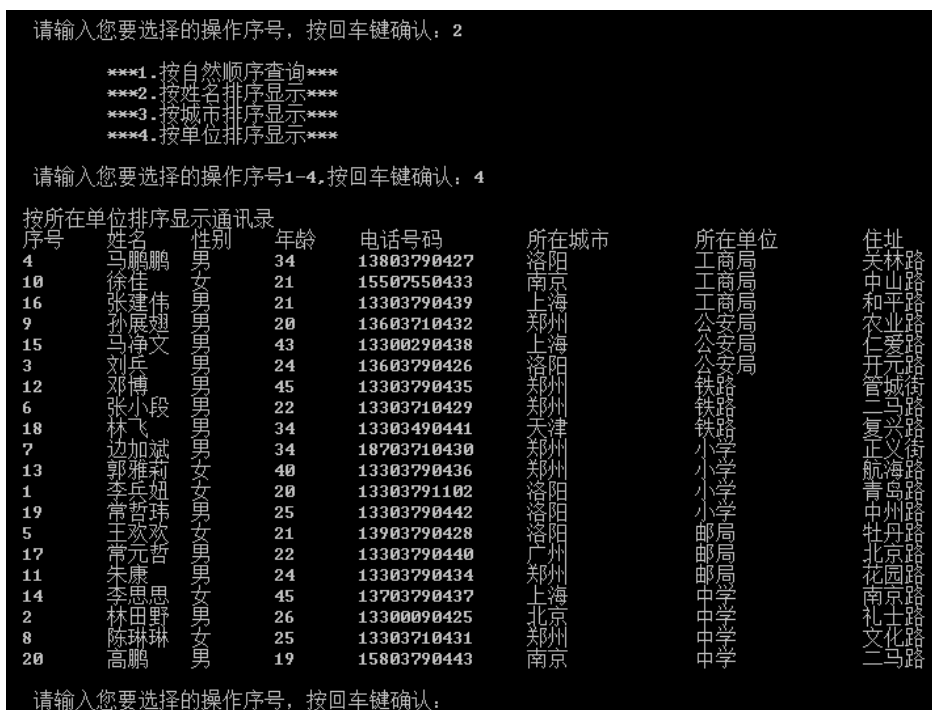 请输入您要选择的操作序号，按回车键确认：2
***1.按自然顺序查询***
***2.按姓名排序显示***
***3.按城市排序显示***
***4.按单位排序显示***
请输入您要选择的操作序号1-4,按回车键确认：4
按所在单位排序显示通讯录
序号 姓名 性别 年龄 电话号码 所在城市 所在单位 住址
4 马鹏鹏 男 34 13803790427 洛阳 工商局 关林路
10 徐佳 女 21 15507550433 南京 工商局 中山路
16 张建伟 男 21 13303790439 上海 工商局 和平路
9 孙展翅 男 20 13603710432 郑州 公安局 农业路
15 马净文 男 43 13300290438 上海 公安局 仁爱路
3 刘兵 男 24 13603790426 洛阳 公安局 开元路
12 邓博 男 45 13303790435 郑州 铁路 管城街
6 张小段 男 22 13303710429 郑州 铁路 二马路
18 林飞 男 34 13303490441 天津 铁路 复兴路
7 边加斌 男 34 18703710430 郑州 小学 正义街
13 郭雅莉 女 40 13303790436 郑州 小学 航海路
1 李兵妞 女 20 13303791102 洛阳 小学 青岛路
19 常哲玮 男 25 13303790442 洛阳 小学 中州路
5 王欢欢 女 21 13903790428 洛阳 邮局 牡丹路
17 常元哲 男 22 13303790440 广州 邮局 北京路
11 朱康 男 24 13303790434 郑州 邮局 花园路
14 李思思 女 45 13703790437 上海 中学 南京路
2 林田野 男 26 13300090425 北京 中学 礼士路
8 陈琳琳 女 25 13303710431 郑州 中学 文化路
20 高鹏 男 19 15803790443 南京 中学 二马路
请输入您要选择的操作序号，按回车键确认：